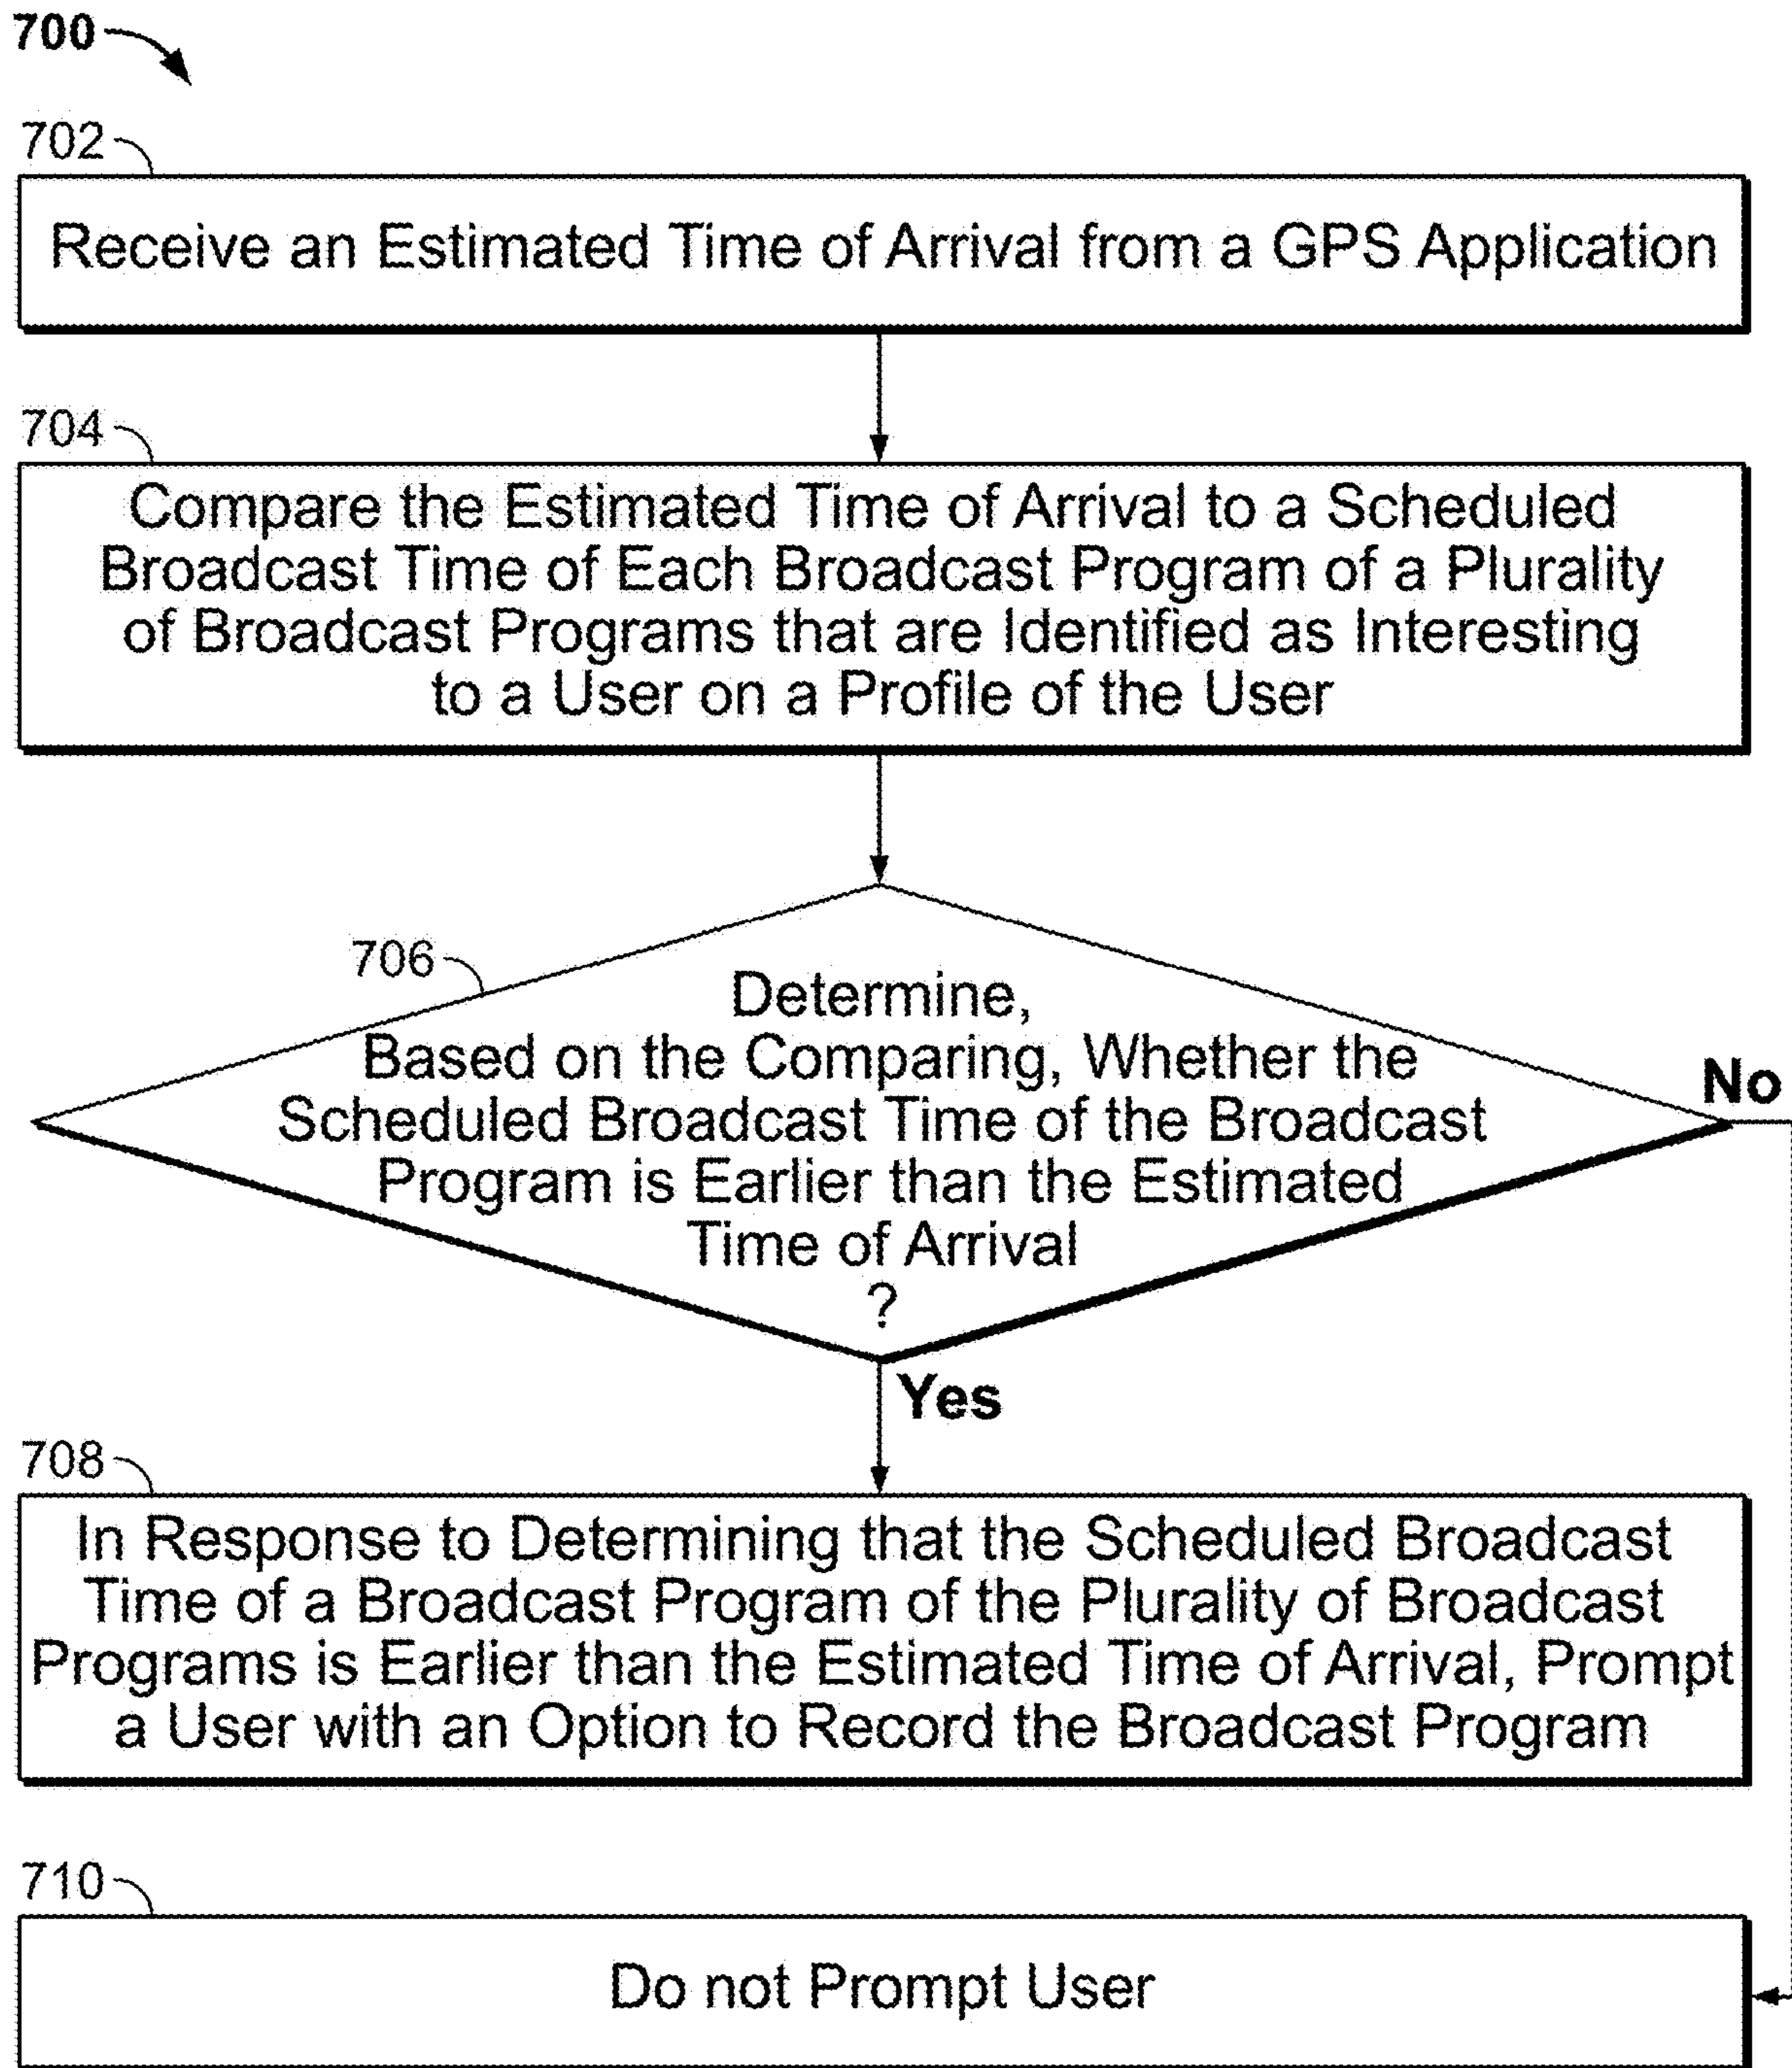 700
702
Receive an Estimated Time of Arrival from a GPS Application
704
Compare the Estimated Time of Arrival to a Scheduled
Broadcast Time of Each Broadcast Program of a Plurality
of Broadcast Programs that are Identified as Interesting
to a User on a Profile of the User
706
Determine,
Based on the Comparing, Whether the
Scheduled Broadcast Time of the Broadcast
Program is Earlier than the Estimated
Time of Arrival
?
No
Yes
708
In Response to Determining that the Scheduled Broadcast
Time of a Broadcast Program of the Plurality of Broadcast
Programs is Earlier than the Estimated Time of Arrival, Prompt
a User with an Option to Record the Broadcast Program
710
Do not Prompt User